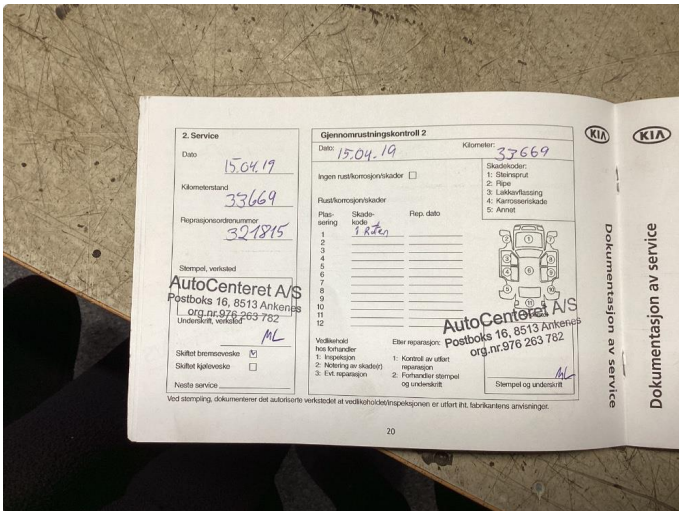 2. Service
Dato
15.04.19
Kilometerstand
33669
Reprasjonsordrenummer
321815
Stempel, verksted
AutoCenteret A/S
Postboks 16, 8513 Ankenes
org.nr.976 263 782
Underskrift, verksted
ML
Skiftet bremsevæske
Skiftet kjølevæske
Neste service
Gjennomrustningskontroll 2
Dato: 15.04.19
Kilometer: 33669
Ingen rust/korrosjon/skader
Skadekoder:
1: Steinsprut
2: Ripe
3: Lakkavflassing
4: Karrosseriskade
5: Annet
Rust/korrosjon/skader
Plas-
sering
Skade-
kode
Rep. dato
1
2
3
4
5
6
7
8
9
10
11
12
Vedlikehold
hos forhandler
1: Inspeksjon
2: Notering av skade(r)
3: Evt. reparasjon
Etter reparasjon:
1: Kontroll av utført
reparasjon
2: Forhandler stempel
og underskrift
AutoCenteret A/S
Postboks 16, 8513 Ankenes
org.nr.976 263 782
ML
Stempel og underskrift
Ved stempling, dokumenterer det autoriserte verkstedet at vedlikeholdet/inspeksjonen er utført iht. fabrikantens anvisninger.
20
KIA
Dokumentasjon av service
KIA
Dokumentasjon av service